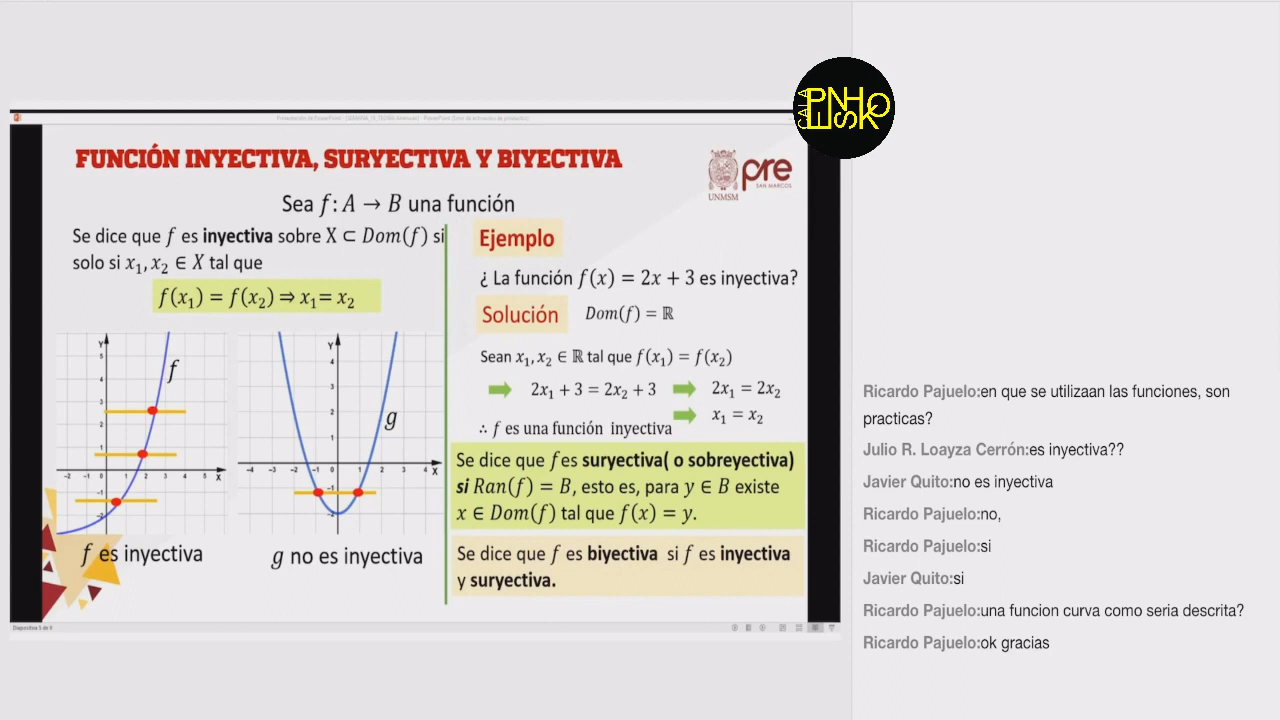 FUNCIÓN INYECTIVA, SURYECTIVA Y BIYECTIVA
pre
SAN MARCOS
UNMSM
CALA
PNHO
ESK
Sea f: A → B una función
Se dice que f es inyectiva sobre X ⊂ Dom(f) si
solo si x₁, x₂ ∈ X tal que
f(x₁) = f(x₂) ⇒ x₁= x₂
f
f es inyectiva
g
g no es inyectiva
Ejemplo
¿ La función f(x) = 2x + 3 es inyectiva?
Solución Dom(f) = ℝ
Sean x₁, x₂ ∈ ℝ tal que f(x₁) = f(x₂)
2x₁ + 3 = 2x₂ + 3 2x₁ = 2x₂
x₁ = x₂
∴ f es una función inyectiva
Se dice que f es suryectiva( o sobreyectiva)
si Ran(f) = B, esto es, para y ∈ B existe
x ∈ Dom(f) tal que f(x) = y.
Se dice que f es biyectiva si f es inyectiva
y suryectiva.
Ricardo Pajuelo:en que se utilizaan las funciones, son
practicas?
Julio R. Loayza Cerrón:es inyectiva??
Javier Quito:no es inyectiva
Ricardo Pajuelo:no,
Ricardo Pajuelo:si
Javier Quito:si
Ricardo Pajuelo:una funcion curva como seria descrita?
Ricardo Pajuelo:ok gracias